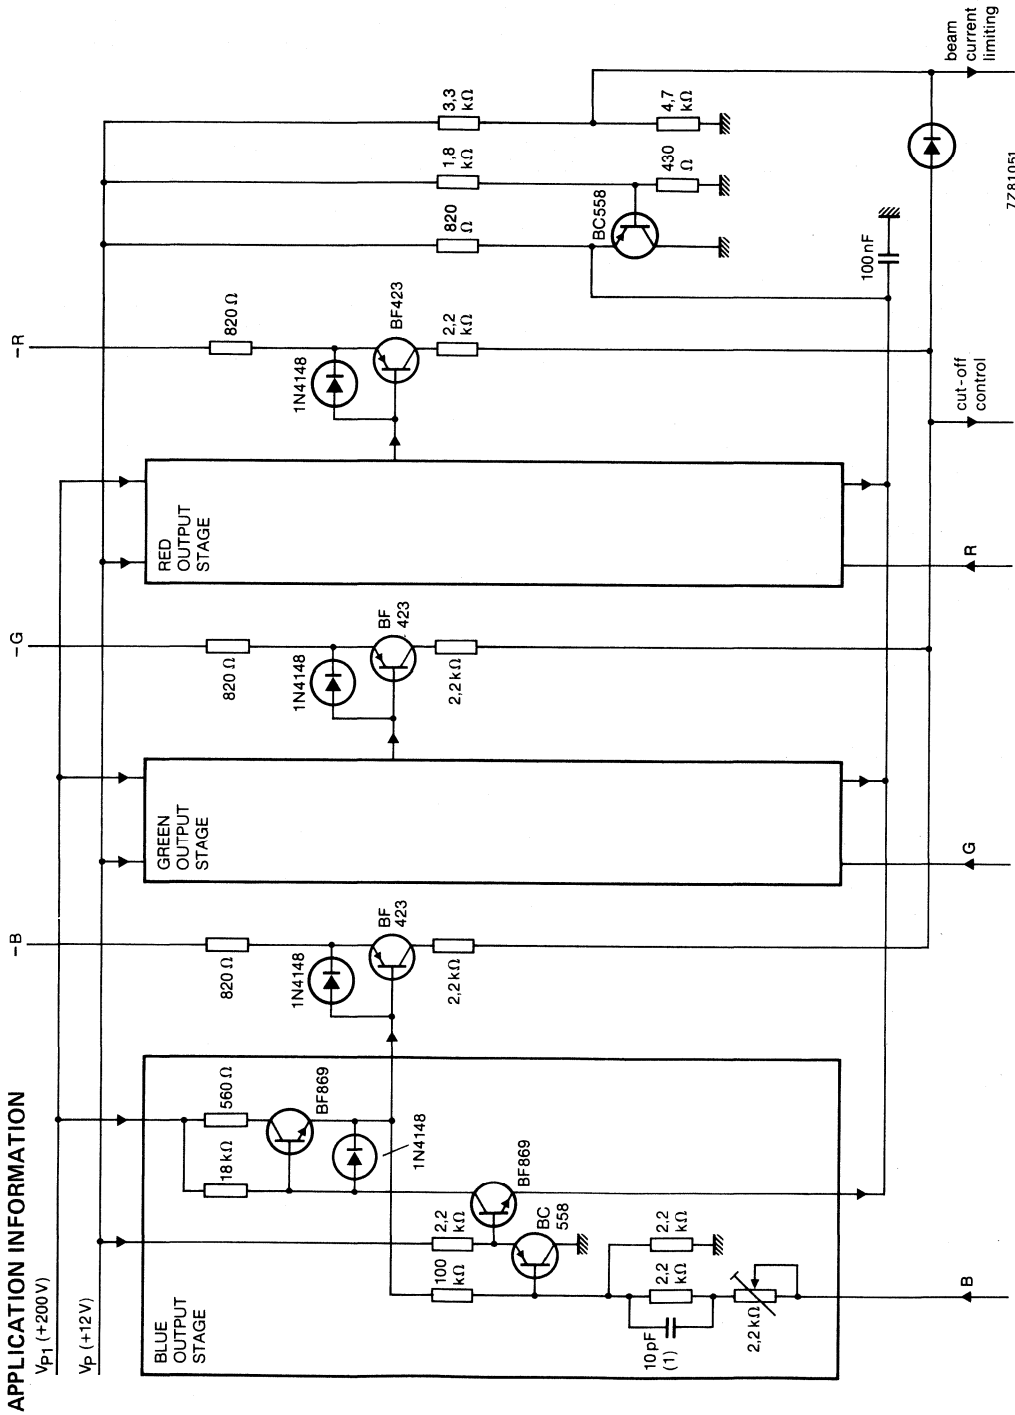 APPLICATION INFORMATION
VP1 (+200 V)
VP (+12V)
BLUE
OUTPUT
STAGE
18 kΩ
560 Ω
BF869
1N4148
2,2
kΩ
100
kΩ
BF869
BC
558
10 pF
(1)
2,2
kΩ
2,2
kΩ
2,2 kΩ
B
–B
820 Ω
1N4148
BF
423
2,2 kΩ
GREEN
OUTPUT
STAGE
G
–G
820 Ω
1N4148
BF
423
2,2 kΩ
RED
OUTPUT
STAGE
R
–R
820 Ω
1N4148
BF423
2,2
kΩ
820
Ω
1,8
kΩ
3,3
kΩ
BC558
430
Ω
4,7
kΩ
100 nF
cut-off
control
beam
current
limiting
7Z81051